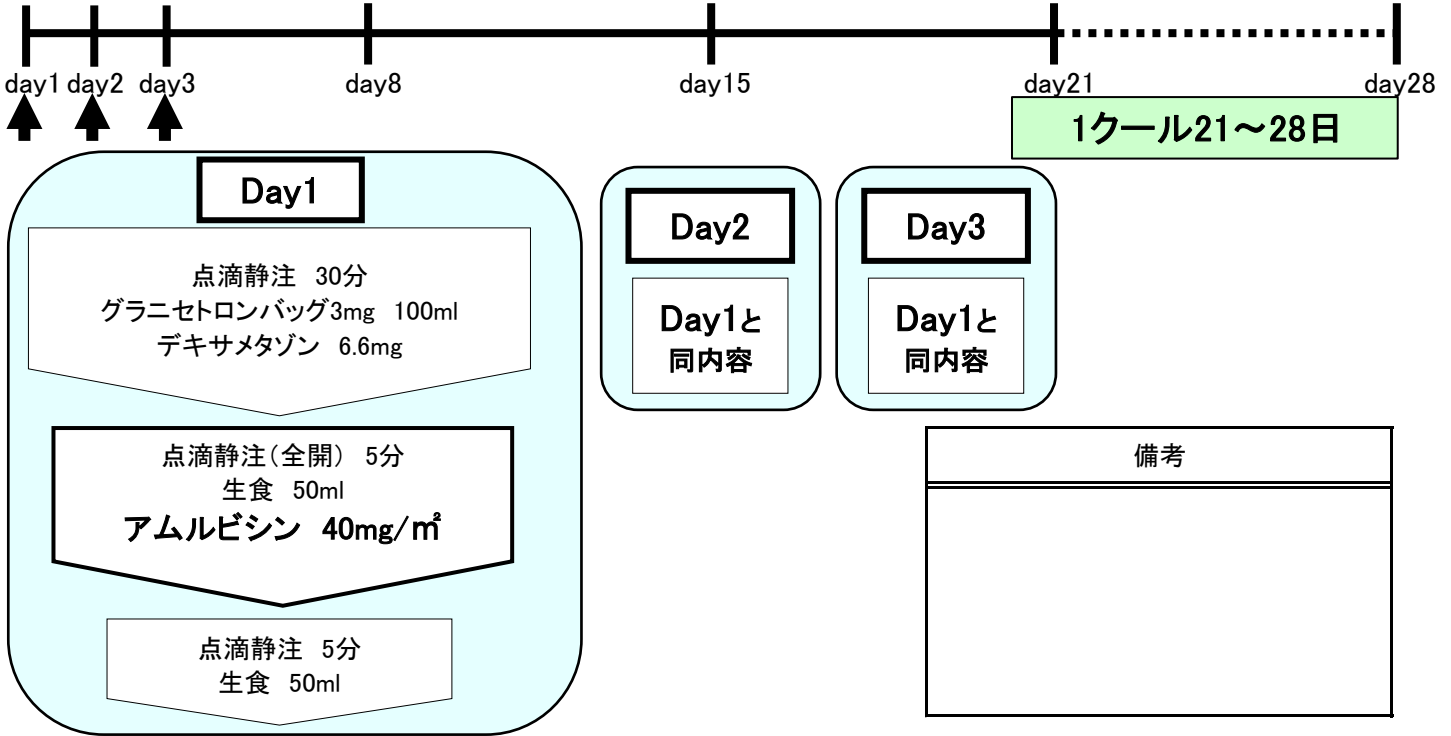 day1 day2 day3 day8 day15 day21 day28
1クール21～28日
Day1
点滴静注 30分
グラニセトロンバッグ3mg 100ml
デキサメタゾン 6.6mg
点滴静注(全開) 5分
生食 50ml
アムルビシン 40mg/㎡
点滴静注 5分
生食 50ml
Day2
Day1と
同内容
Day3
Day1と
同内容
備考